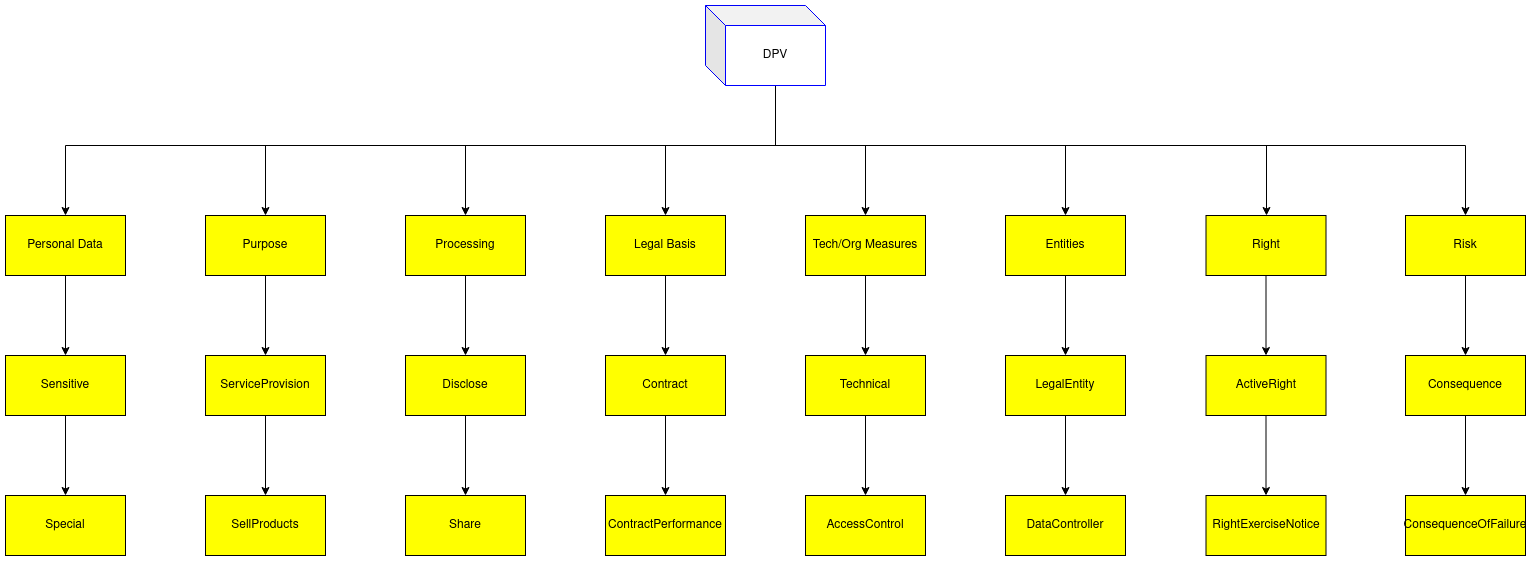 DPV
Personal Data
Purpose
Processing
Legal Basis
Tech/Org Measures
Entities
Right
Risk
Sensitive
ServiceProvision
Disclose
Contract
Technical
LegalEntity
ActiveRight
Consequence
Special
SellProducts
Share
ContractPerformance
AccessControl
DataController
RightExerciseNotice
ConsequenceOfFailure